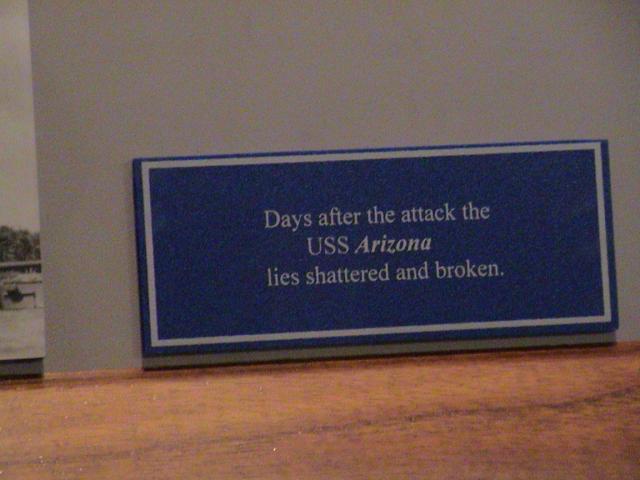 Days after the attack the
USS Arizona
lies shattered and broken.